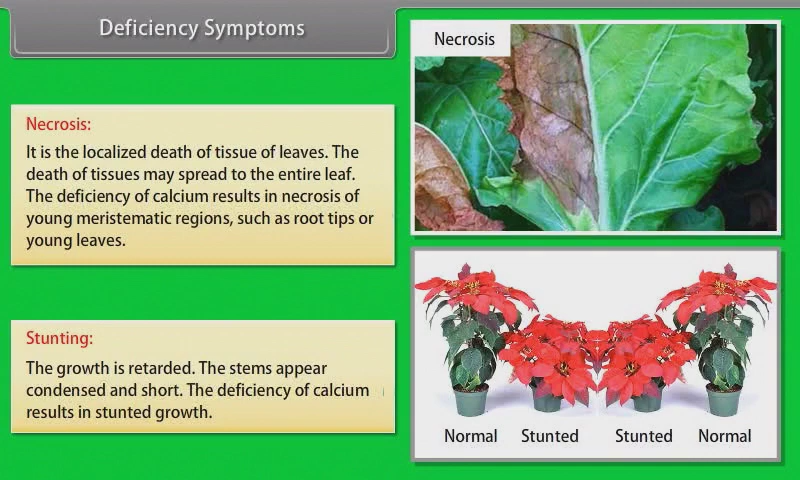 Deficiency Symptoms
Necrosis:
It is the localized death of tissue of leaves. The
death of tissues may spread to the entire leaf.
The deficiency of calcium results in necrosis of
young meristematic regions, such as root tips or
young leaves.
Stunting:
The growth is retarded. The stems appear
condensed and short. The deficiency of calcium
results in stunted growth.
Necrosis
Normal Stunted Stunted Normal